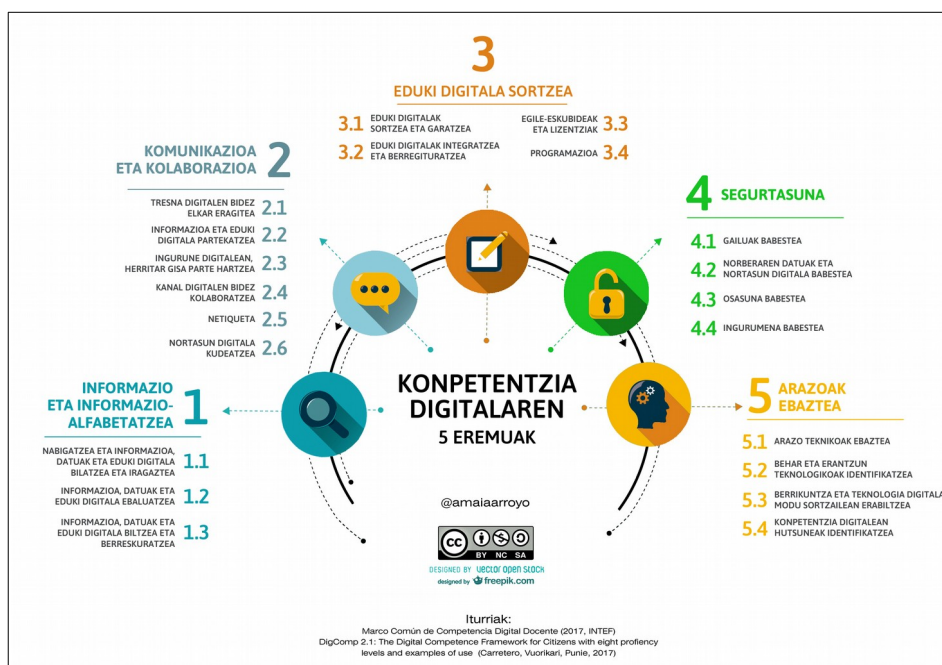 3
EDUKI DIGITALA SORTZEA
3.1 EDUKI DIGITALAK
SORTZEA ETA GARATZEA
3.2 EDUKI DIGITALAK INTEGRATZEA
ETA BERREGITURATZEA
EGILE-ESKUBIDEAK
ETA LIZENTZIAK 3.3
PROGRAMAZIOA 3.4
KOMUNIKAZIOA
ETA KOLABORAZIOA 2
TRESNA DIGITALEN BIDEZ
ELKAR ERAGITEA 2.1
INFORMAZIOA ETA EDUKI
DIGITALA PARTEKATZEA 2.2
INGURUNE DIGITALEAN,
HERRITAR GISA PARTE HARTZEA 2.3
KANAL DIGITALEN BIDEZ
KOLABORATZEA 2.4
NETIQUETA 2.5
NORTASUN DIGITALA
KUDEATZEA 2.6
4 SEGURTASUNA
4.1 GAILUAK BABESTEA
4.2 NORBERAREN DATUAK ETA
NORTASUN DIGITALA BABESTEA
4.3 OSASUNA BABESTEA
4.4 INGURUMENA BABESTEA
INFORMAZIO
ETA INFORMAZIO-
ALFABETATZEA 1
NABIGATZEA ETA INFORMAZIOA,
DATUAK ETA EDUKI DIGITALA
BILATZEA ETA IRAGAZTEA 1.1
INFORMAZIOA, DATUAK ETA
EDUKI DIGITALA EBALUATZEA 1.2
INFORMAZIOA, DATUAK ETA
EDUKI DIGITALA BILTZEA ETA
BERRESKURATZEA 1.3
KONPETENTZIA
DIGITALAREN
5 EREMUAK
5 ARAZOAK
EBAZTEA
5.1 ARAZO TEKNIKOAK EBAZTEA
5.2 BEHAR ETA ERANTZUN
TEKNOLOGIKOAK IDENTIFIKATZEA
5.3 BERRIKUNTZA ETA TEKNOLOGIA DIGITALA
MODU SORTZAILEAN ERABILTZEA
5.4 KONPETENTZIA DIGITALEAN
HUTSUNEAK IDENTIFIKATZEA
@amaiaarroyo
CC BY NC SA
DESIGNED BY vector open stock
designed by freepik.com
Iturriak:
Marco Común de Competencia Digital Docente (2017, INTEF)
DigComp 2.1: The Digital Competence Framework for Citizens with eight profiency
levels and examples of use (Carretero, Vuorikari, Punie, 2017)